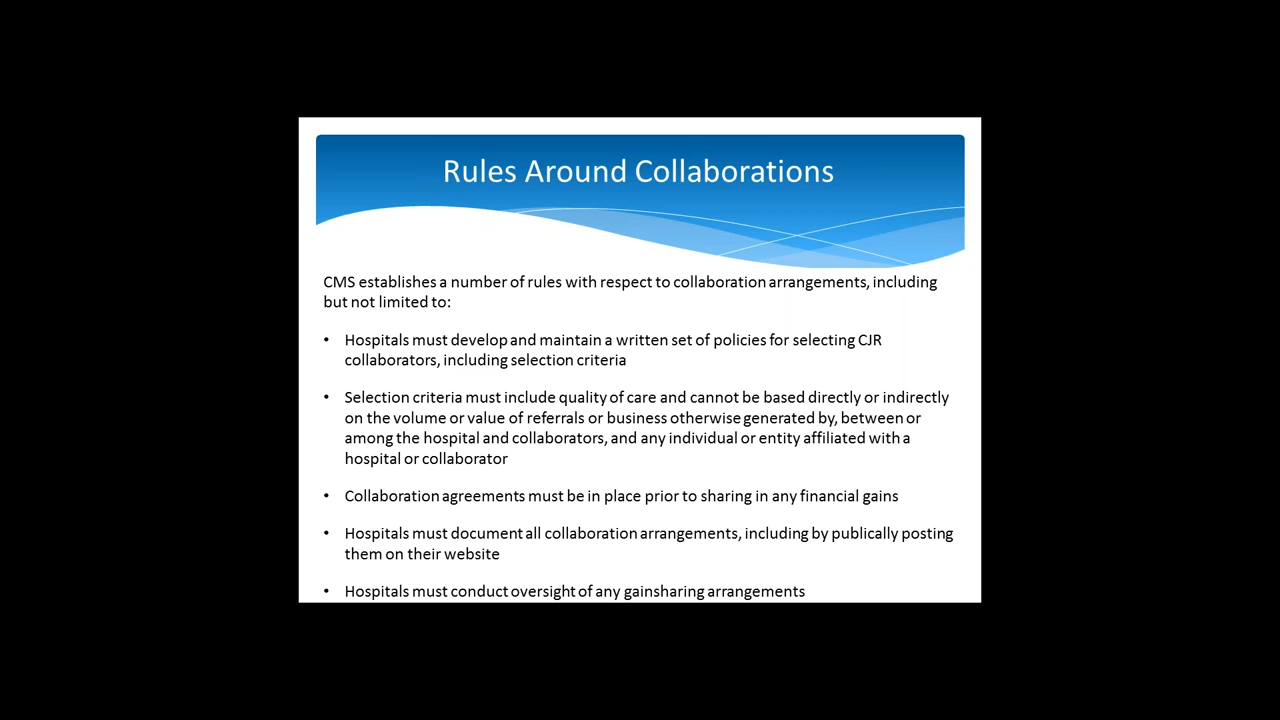 Rules Around Collaborations
CMS establishes a number of rules with respect to collaboration arrangements, including
but not limited to:
• Hospitals must develop and maintain a written set of policies for selecting CJR
collaborators, including selection criteria
• Selection criteria must include quality of care and cannot be based directly or indirectly
on the volume or value of referrals or business otherwise generated by, between or
among the hospital and collaborators, and any individual or entity affiliated with a
hospital or collaborator
• Collaboration agreements must be in place prior to sharing in any financial gains
• Hospitals must document all collaboration arrangements, including by publically posting
them on their website
• Hospitals must conduct oversight of any gainsharing arrangements